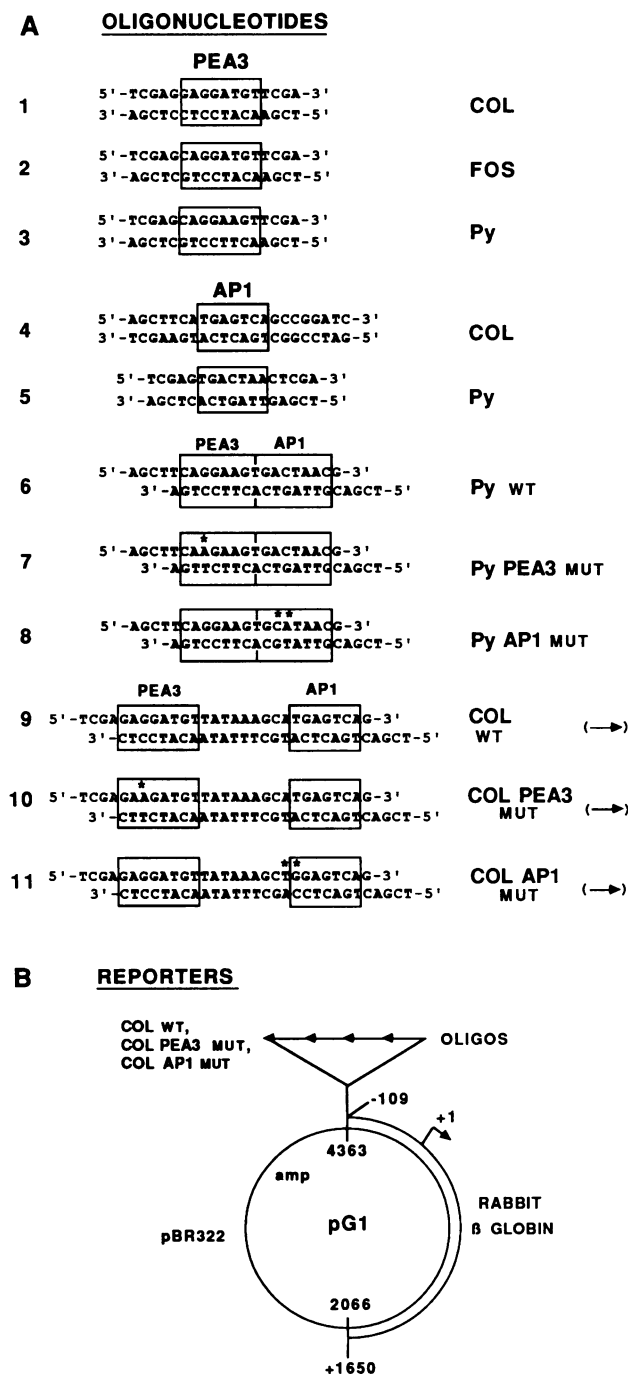 A OLIGONUCLEOTIDES
PEA3
5'-TCGAGGAGGATGTTCGA-3'
1 COL
3'-AGCTCCTCCTACAAGCT-5'
5'-TCGAGCAGGATGTTCGA-3'
2 FOS
3'-AGCTCGTCCTACAAGCT-5'
5'-TCGAGCAGGAAGTTCGA-3'
3 Py
3'-AGCTCGTCCTTCAAGCT-5'
AP1
5'-AGCTTCATGAGTCAGCCGGATC-3'
4 COL
3'-TCGAAGTACTCAGTCGGCCTAG-5'
5'-TCGAGTGACTAACTCGA-3'
5 Py
3'-AGCTCACTGATTGAGCT-5'
PEA3 AP1
5'-AGCTTCAGGAAGTGACTAACG-3'
6 Py WT
3'-AGTCCTTCACTGATTGCAGCT-5'
*
5'-AGCTTCAAGAAGTGACTAACG-3'
7 Py PEA3 MUT
3'-AGTTCTTCACTGATTGCAGCT-5'
**
5'-AGCTTCAGGAAGTGCATAACG-3'
8 Py AP1 MUT
3'-AGTCCTTCACGTATTGCAGCT-5'
PEA3 AP1
9 5'-TCGAGAGGATGTTATAAAGCATGAGTCAG-3' COL
3'-CTCCTACAATATTTCGTACTCAGTCAGCT-5' WT (→)
*
10 5'-TCGAGAAGATGTTATAAAGCATGAGTCAG-3' COL PEA3
3'-CTTCTACAATATTTCGTACTCAGTCAGCT-5' MUT (→)
**
11 5'-TCGAGAGGATGTTATAAAGCTGGAGTCAG-3' COL AP1
3'-CTCCTACAATATTTCGACCTCAGTCAGCT-5' MUT (→)
B REPORTERS
COL WT,
COL PEA3 MUT,
COL AP1 MUT
OLIGOS
-109
+1
4363
amp
pBR322
pG1
RABBIT
ß GLOBIN
2066
+1650